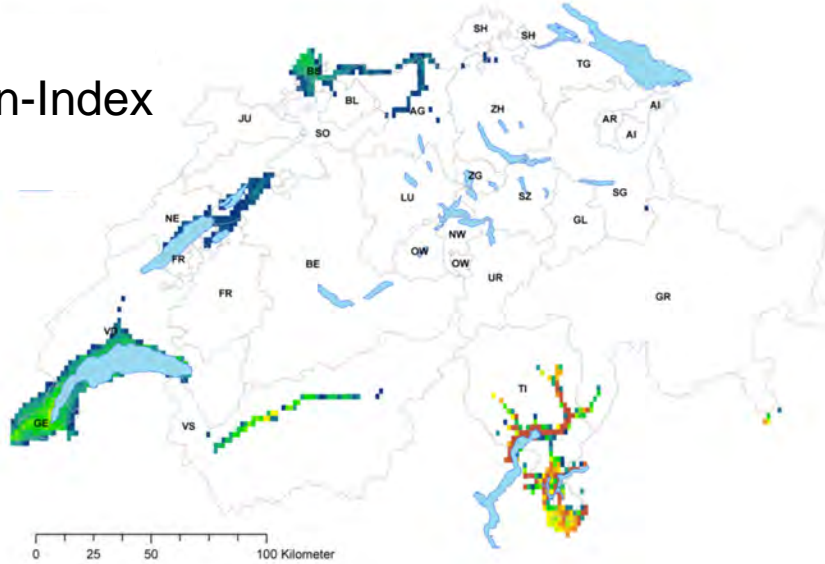 n-Index
SH
SH
BS
TG
BL
AG
ZH
AI
JU
AR
SO
AI
ZG
LU
SZ
SG
NE
GL
NW
OW
FR
BE
OW
UR
FR
GR
VD
TI
GE
VS
0 25 50 100 Kilometer